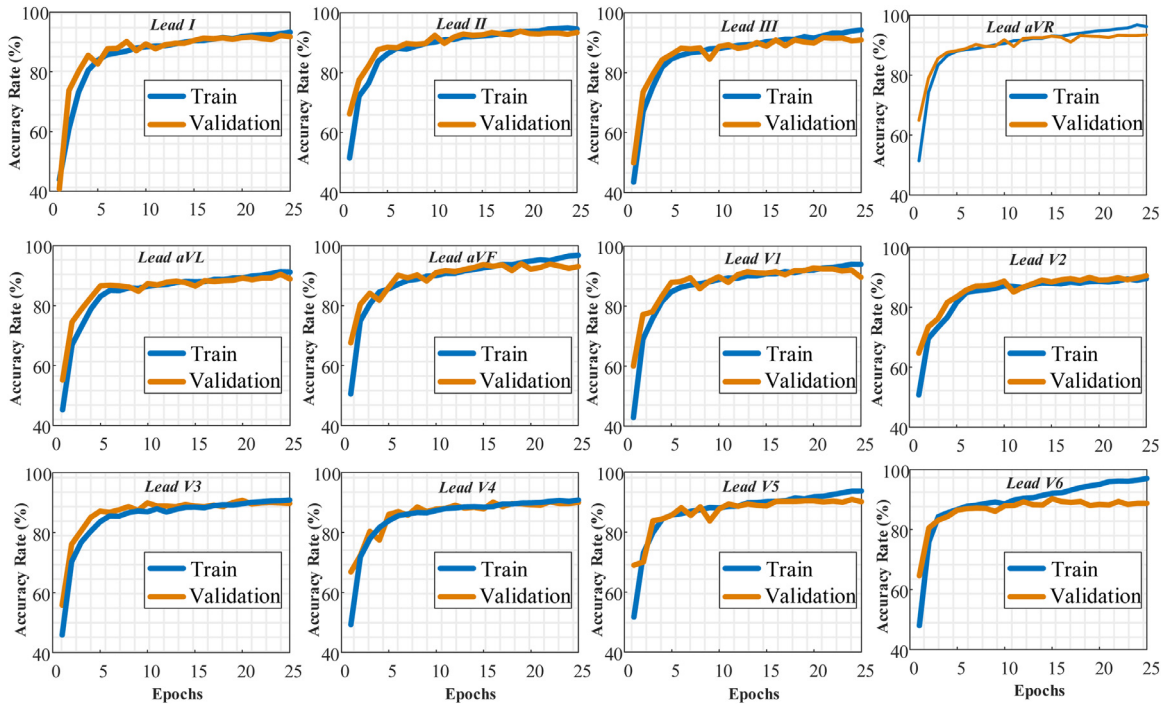 Lead I
Accuracy Rate (%)
100
80
60
40
0 5 10 15 20 25
Train
Validation
Lead II
Accuracy Rate (%)
100
80
60
40
0 5 10 15 20 25
Train
Validation
Lead III
Accuracy Rate (%)
100
80
60
40
0 5 10 15 20 25
Train
Validation
Lead aVR
Accuracy Rate (%)
100
80
60
40
0 5 10 15 20 25
Train
Validation
Lead aVL
Accuracy Rate (%)
100
80
60
40
0 5 10 15 20 25
Train
Validation
Lead aVF
Accuracy Rate (%)
100
80
60
40
0 5 10 15 20 25
Train
Validation
Lead V1
Accuracy Rate (%)
100
80
60
40
0 5 10 15 20 25
Train
Validation
Lead V2
Accuracy Rate (%)
100
80
60
40
0 5 10 15 20 25
Train
Validation
Lead V3
Accuracy Rate (%)
100
80
60
40
0 5 10 15 20 25
Epochs
Train
Validation
Lead V4
Accuracy Rate (%)
100
80
60
40
0 5 10 15 20 25
Epochs
Train
Validation
Lead V5
Accuracy Rate (%)
100
80
60
40
0 5 10 15 20 25
Epochs
Train
Validation
Lead V6
Accuracy Rate (%)
100
80
60
40
0 5 10 15 20 25
Epochs
Train
Validation